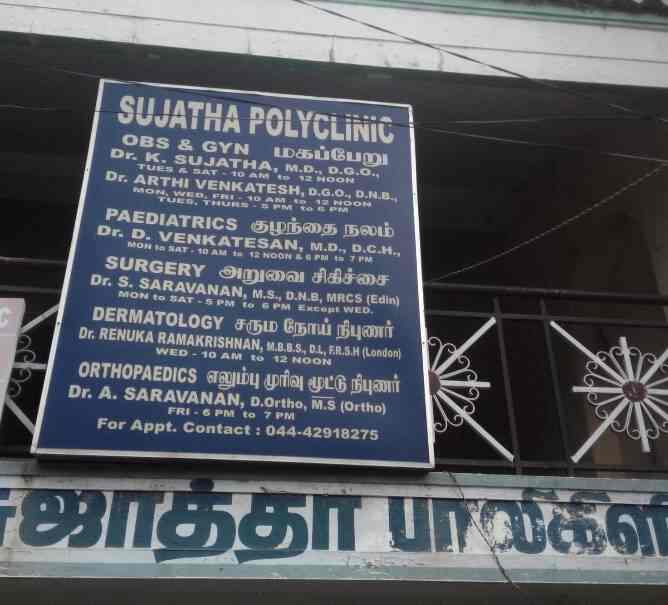 SUJATHA POLYCLINIC
OBS & GYN மகப்பேறு
Dr. K. SUJATHA, M.D., D.G.O.,
TUES & SAT - 10 AM to 12 NOON
Dr. ARTHI VENKATESH, D.G.O., D.N.B.,
MON, WED, FRI - 10 AM to 12 NOON
TUES, THURS - 5 PM to 6 PM
PAEDIATRICS குழந்தை நலம்
Dr. D. VENKATESAN, M.D., D.C.H.,
MON to SAT - 10 AM to 12 NOON & 6 PM to 7 PM
SURGERY அறுவை சிகிச்சை
Dr. S. SARAVANAN, M.S., D.N.B, MRCS (Edin)
MON to SAT - 5 PM to 6 PM Except WED.
DERMATOLOGY சரும நோய் நிபுணர்
Dr. RENUKA RAMAKRISHNAN, M.B.B.S., D.L, F.R.S.H (London)
WED - 10 AM to 12 NOON
ORTHOPAEDICS எலும்பு முரிவு மூட்டு நிபுணர்
Dr. A. SARAVANAN, D.Ortho, M.S (Ortho)
FRI - 6 PM to 7 PM
For Appt. Contact : 044-42918275
சுஜாத்தா பாலிகிளி